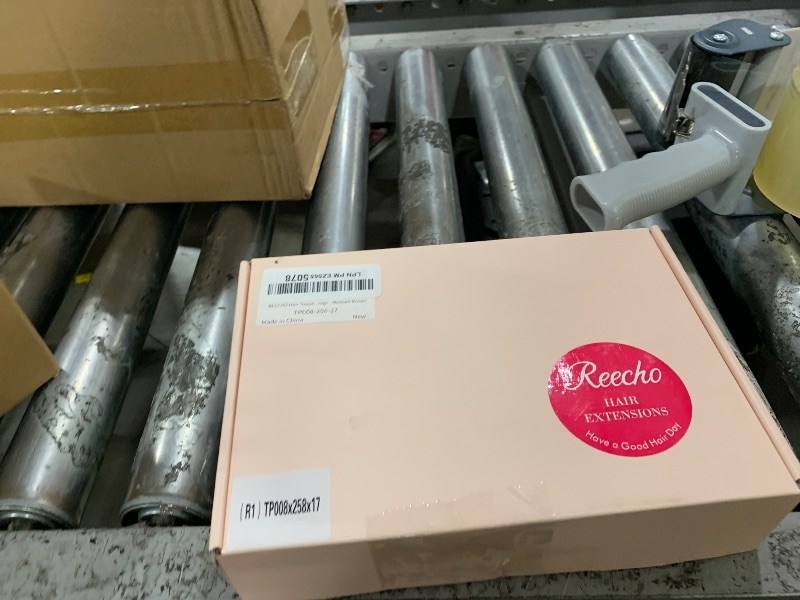 LPN PM EZ866 5078
TP008-258-17
Made in China
New
Reecho
HAIR
EXTENSIONS
Have a Good Hair Day
(R1) TP008x258x17